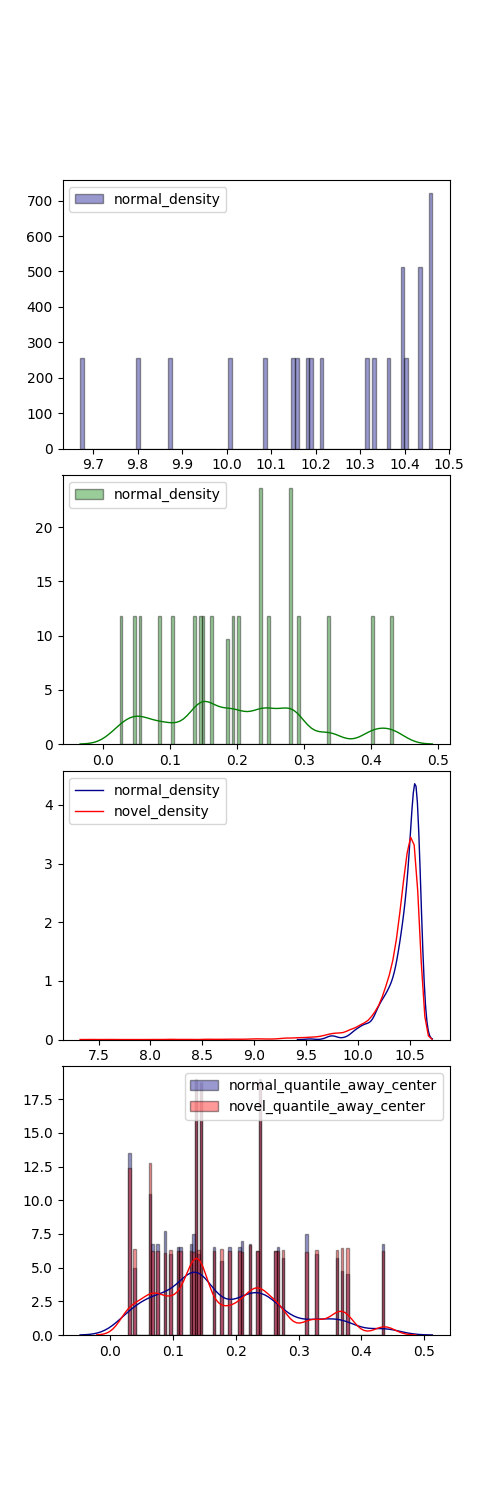 normal_density
700
600
500
400
300
200
100
0
9.7 9.8 9.9 10.0 10.1 10.2 10.3 10.4 10.5
normal_density
20
15
10
5
0
0.0 0.1 0.2 0.3 0.4 0.5
normal_density
novel_density
4
3
2
1
0
7.5 8.0 8.5 9.0 9.5 10.0 10.5
normal_quantile_away_center
novel_quantile_away_center
17.5
15.0
12.5
10.0
7.5
5.0
2.5
0.0
0.0 0.1 0.2 0.3 0.4 0.5